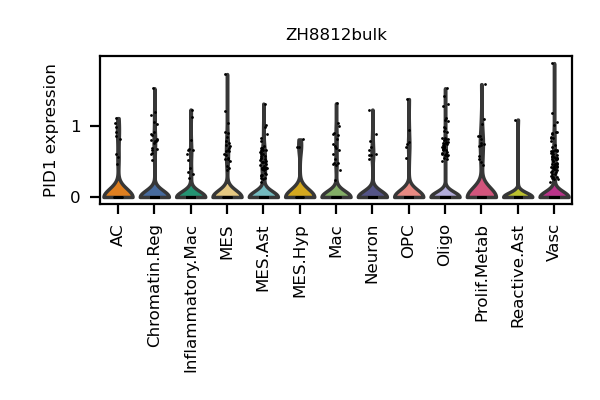 ZH8812bulk
PID1 expression
1
0
AC
Chromatin.Reg
Inflammatory.Mac
MES
MES.Ast
MES.Hyp
Mac
Neuron
OPC
Oligo
Prolif.Metab
Reactive.Ast
Vasc